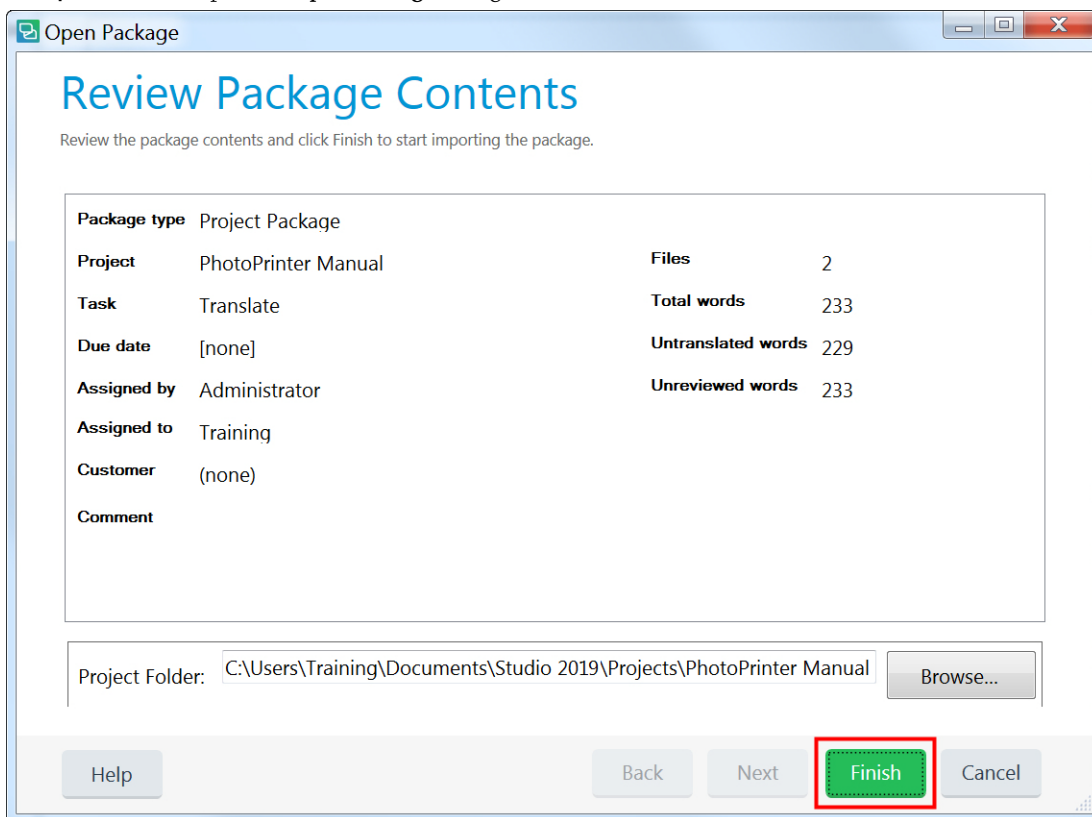 Open Package
Review Package Contents
Review the package contents and click Finish to start importing the package.
Package type Project Package
Project PhotoPrinter Manual
Files 2
Task Translate
Total words 233
Due date [none]
Untranslated words 229
Assigned by Administrator
Unreviewed words 233
Assigned to Training
Customer (none)
Comment
Project Folder: C:\Users\Training\Documents\Studio 2019\Projects\PhotoPrinter Manual Browse...
Help Back Next Finish Cancel